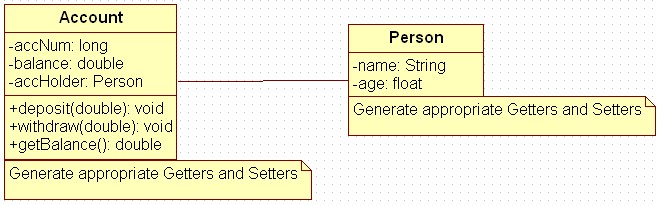 Account
-accNum: long
-balance: double
-accHolder: Person
+deposit(double): void
+withdraw(double): void
+getBalance(): double
Generate appropriate Getters and Setters
Person
-name: String
-age: float
Generate appropriate Getters and Setters